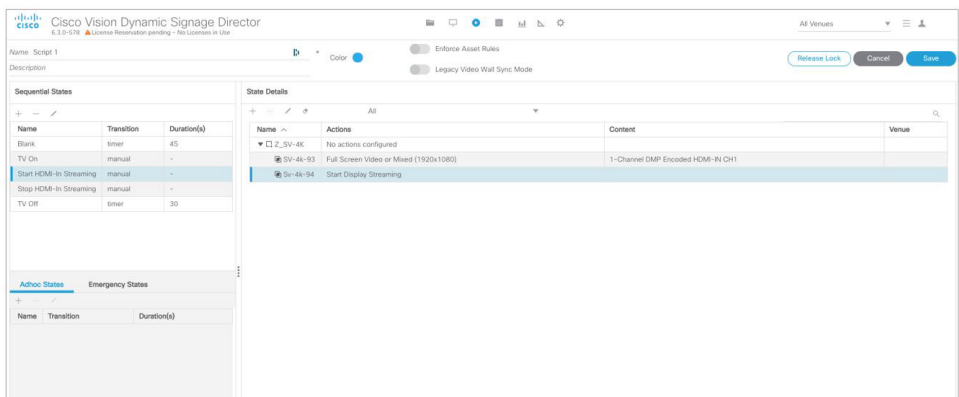 CISCO
Cisco Vision Dynamic Signage Director
6.3.0-578 License Reservation pending - No Licenses in Use
All Venues
Name Script 1
*
Color
Enforce Asset Rules
Description
Legacy Video Wall Sync Mode
Release Lock
Cancel
Save
Sequential States
Name Transition Duration(s)
Blank timer 45
TV On manual -
Start HDMI-In Streaming manual -
Stop HDMI-In Streaming manual -
TV Off timer 30
Adhoc States Emergency States
Name Transition Duration(s)
State Details
All
Name Actions Content Venue
Z_SV-4K No actions configured
SV-4k-93 Full Screen Video or Mixed (1920x1080) 1-Channel DMP Encoded HDMI-IN CH1
Sv-4k-94 Start Display Streaming